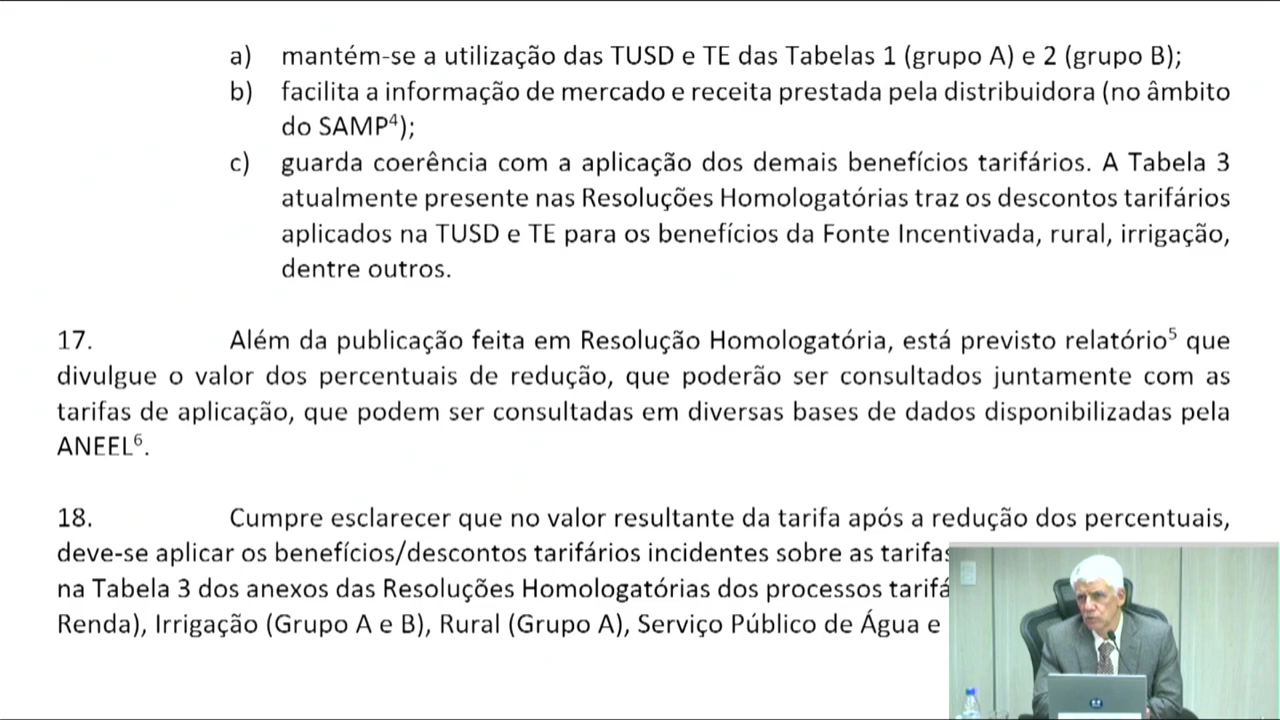 a) mantém-se a utilização das TUSD e TE das Tabelas 1 (grupo A) e 2 (grupo B);
b) facilita a informação de mercado e receita prestada pela distribuidora (no âmbito
do SAMP⁴);
c) guarda coerência com a aplicação dos demais benefícios tarifários. A Tabela 3
atualmente presente nas Resoluções Homologatórias traz os descontos tarifários
aplicados na TUSD e TE para os benefícios da Fonte Incentivada, rural, irrigação,
dentre outros.
17. Além da publicação feita em Resolução Homologatória, está previsto relatório⁵ que
divulgue o valor dos percentuais de redução, que poderão ser consultados juntamente com as
tarifas de aplicação, que podem ser consultadas em diversas bases de dados disponibilizadas pela
ANEEL⁶.
18. Cumpre esclarecer que no valor resultante da tarifa após a redução dos percentuais,
deve-se aplicar os benefícios/descontos tarifários incidentes sobre as tarifas
na Tabela 3 dos anexos das Resoluções Homologatórias dos processos tarifá
Renda), Irrigação (Grupo A e B), Rural (Grupo A), Serviço Público de Água e